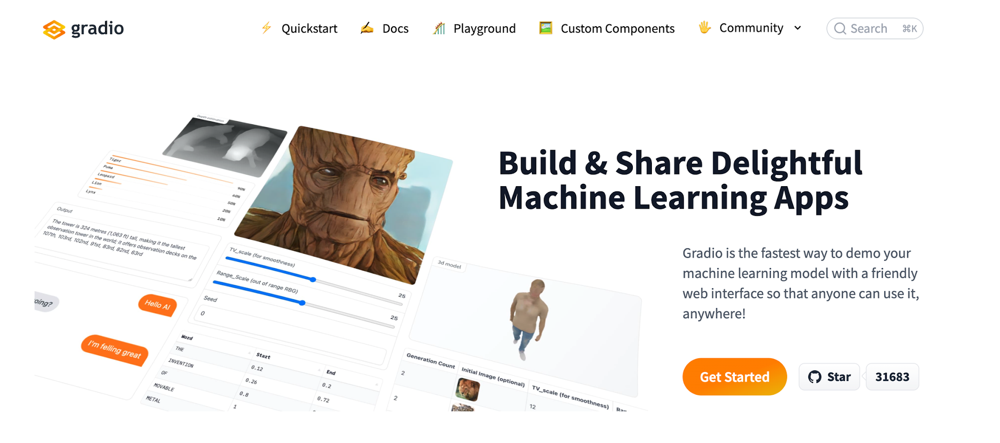 gradio
Quickstart
Docs
Playground
Custom Components
Community
Search ⌘K
Build & Share Delightful
Machine Learning Apps
Gradio is the fastest way to demo your
machine learning model with a friendly
web interface so that anyone can use it,
anywhere!
Get Started
Star
31683
Depth estimation
Tiger 90%
Puma 60%
Leopard 50%
Lion 20%
Lynx 10%
Output
The tower is 324 metres (1,063 ft) tall, making it the tallest
observation tower in the world; it offers observation decks on the
107th, 103rd, 102nd, 91st, 83rd, 82nd, 63rd
oing?
Hello AI
I'm felling great
TV_scale (for smoothness)
25
Range_Scale (out of range RBG)
25
Seed
0
Word Start End
THE 0.12 0.2
INVENTION 0.26 0.72
OF 0.8
MOVABLE 1
METAL
3d model
Generation Count Initial Image (optional) TV_scale (for smoothness)
2 12
2